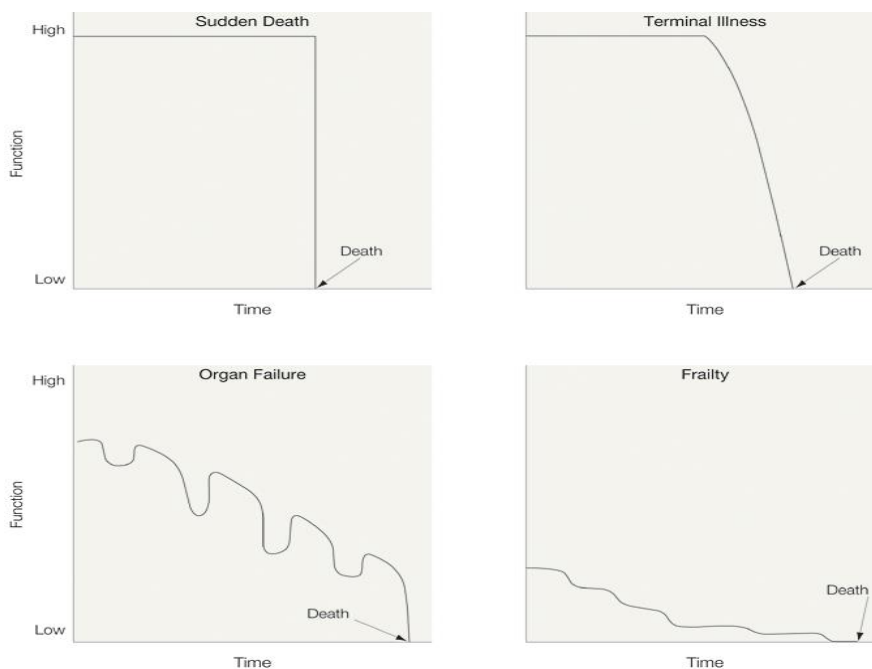 Sudden Death
High
Function
Low
Death
Time
Terminal Illness
Death
Time
Organ Failure
High
Function
Low
Death
Time
Frailty
Death
Time